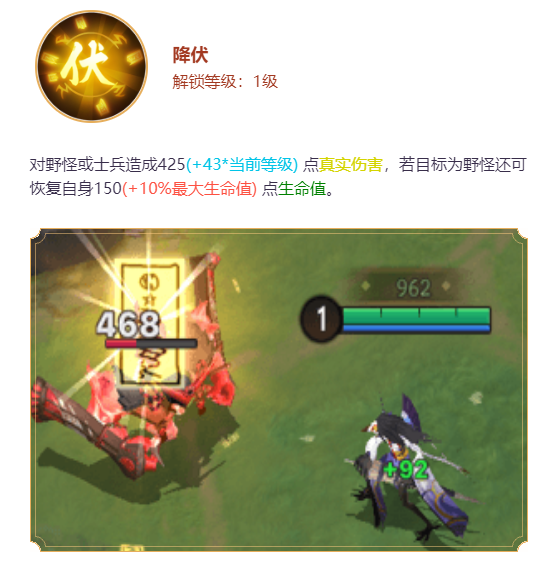 伏
降伏
解锁等级：1级
对野怪或士兵造成425(+43*当前等级) 点真实伤害，若目标为野怪还可
恢复自身150(+10%最大生命值) 点生命值。
468
962
1
+92